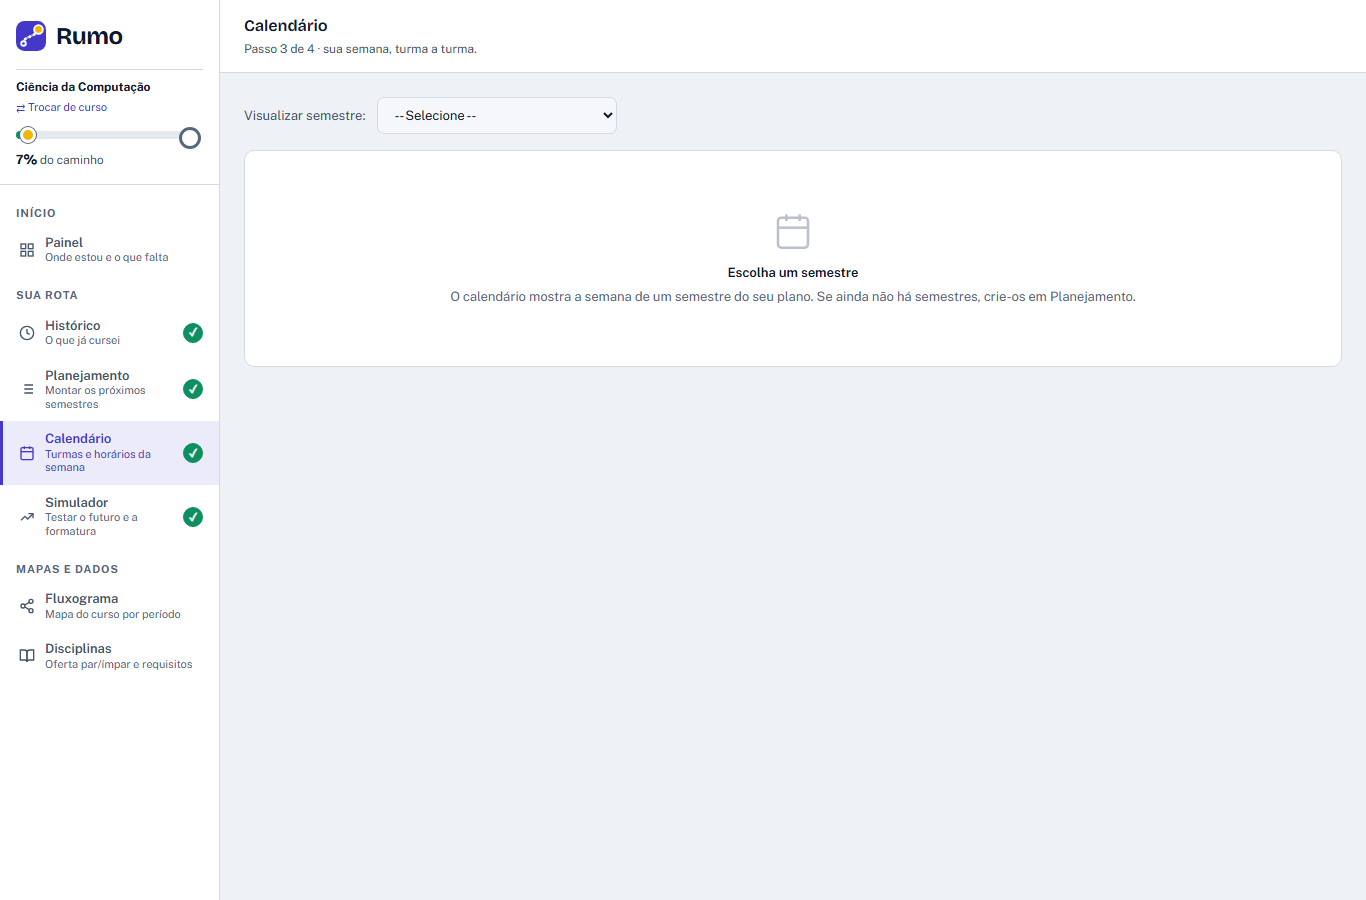 Rumo
Ciência da Computação
⇄ Trocar de curso
7% do caminho
INÍCIO
Painel
Onde estou e o que falta
SUA ROTA
Histórico
O que já cursei
Planejamento
Montar os próximos
semestres
Calendário
Turmas e horários da
semana
Simulador
Testar o futuro e a
formatura
MAPAS E DADOS
Fluxograma
Mapa do curso por período
Disciplinas
Oferta par/ímpar e requisitos
Calendário
Passo 3 de 4 · sua semana, turma a turma.
Visualizar semestre:
-- Selecione --
Escolha um semestre
O calendário mostra a semana de um semestre do seu plano. Se ainda não há semestres, crie-os em Planejamento.